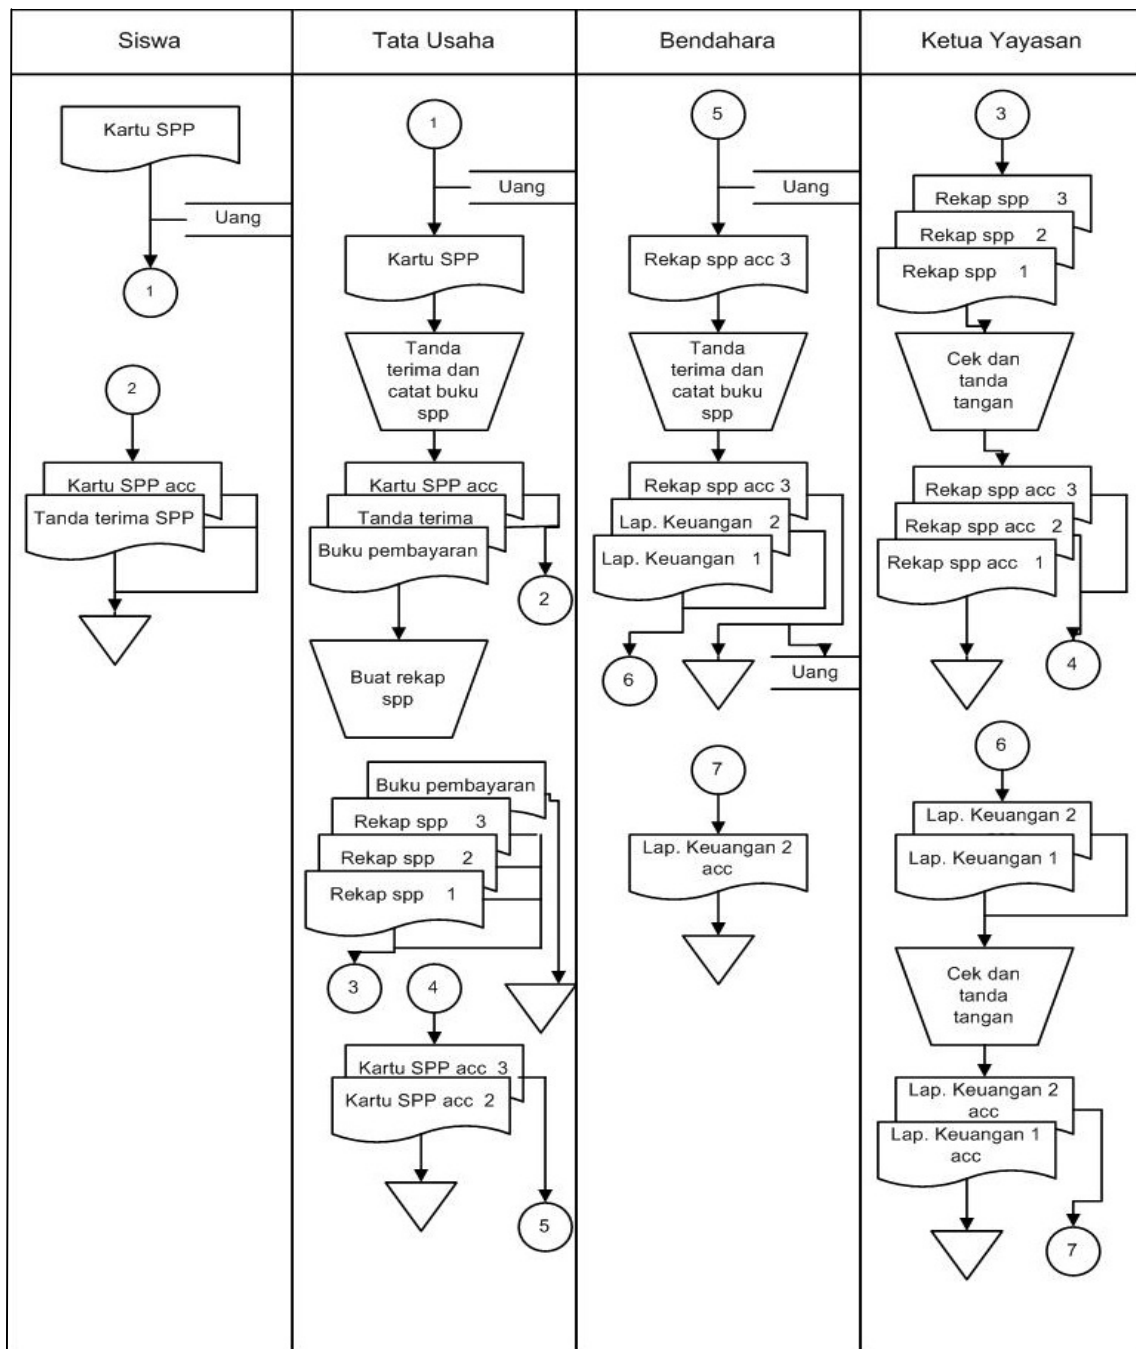 Siswa
Kartu SPP
Uang
1
2
Kartu SPP acc
Tanda terima SPP
Tata Usaha
1
Uang
Kartu SPP
Tanda
terima dan
catat buku
spp
Kartu SPP acc
Tanda terima
Buku pembayaran
2
Buat rekap
spp
Buku pembayaran
Rekap spp 3
Rekap spp 2
Rekap spp 1
3
4
Kartu SPP acc 3
Kartu SPP acc 2
5
Bendahara
5
Uang
Rekap spp acc 3
Tanda
terima dan
catat buku
spp
Rekap spp acc 3
Lap. Keuangan 2
Lap. Keuangan 1
6
Uang
7
Lap. Keuangan 2
acc
Ketua Yayasan
3
Rekap spp 3
Rekap spp 2
Rekap spp 1
Cek dan
tanda
tangan
Rekap spp acc 3
Rekap spp acc 2
Rekap spp acc 1
4
6
Lap. Keuangan 2
Lap. Keuangan 1
Cek dan
tanda
tangan
Lap. Keuangan 2
acc
Lap. Keuangan 1
acc
7